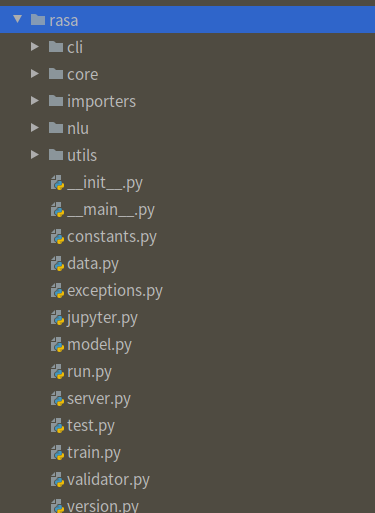 rasa
cli
core
importers
nlu
utils
__init__.py
__main__.py
constants.py
data.py
exceptions.py
jupyter.py
model.py
run.py
server.py
test.py
train.py
validator.py
version.py